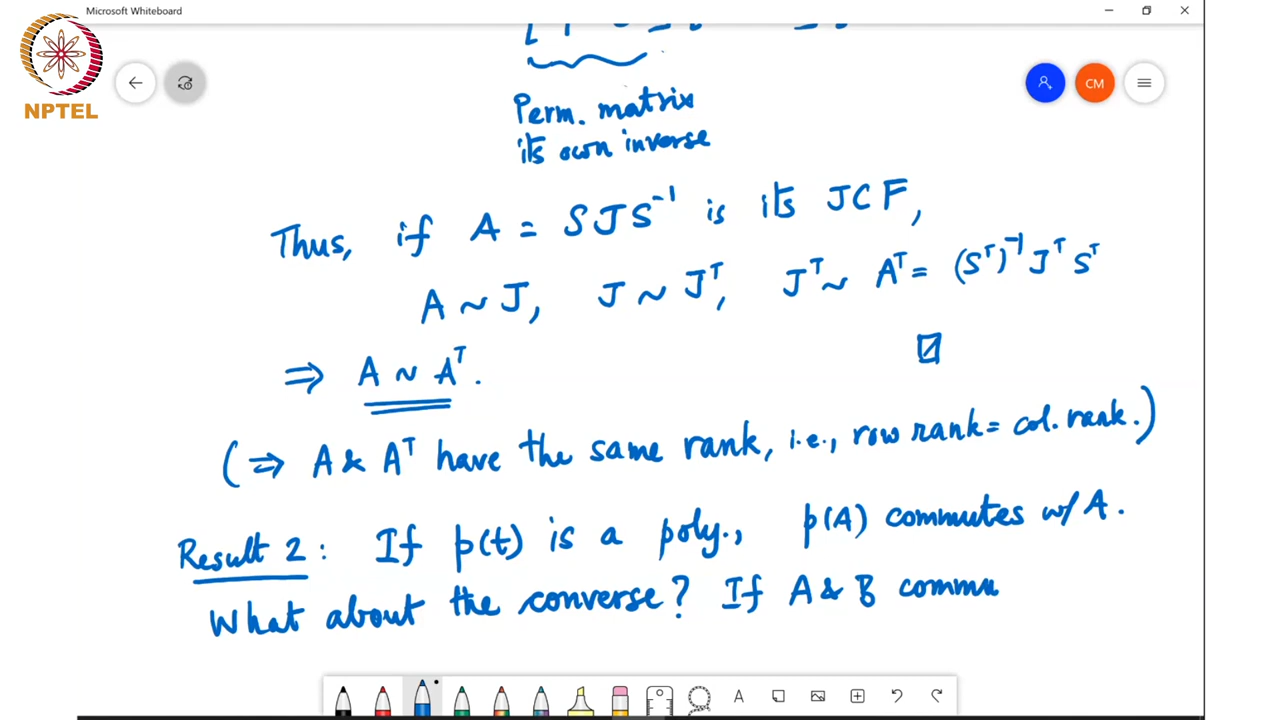 Microsoft Whiteboard
NPTEL
CM
Perm. matrix
its own inverse
Thus, if A = SJS⁻¹ is its JCF,
A ~ J, J ~ Jᵀ, Jᵀ ~ Aᵀ = (Sᵀ)⁻¹ Jᵀ Sᵀ
⇒ A ~ Aᵀ.
(⇒ A & Aᵀ have the same rank, i.e., row rank = col. rank.)
Result 2: If p(t) is a poly., p(A) commutes w/ A.
What about the converse? If A & B commu
A